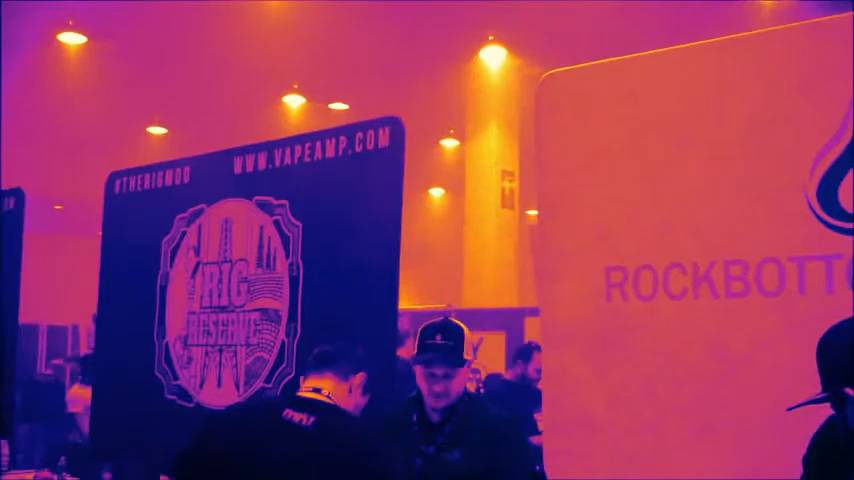 #THERIGMOD
WWW.VAPEAMP.COM
RIG
RESERVE
ROCKBOTTO